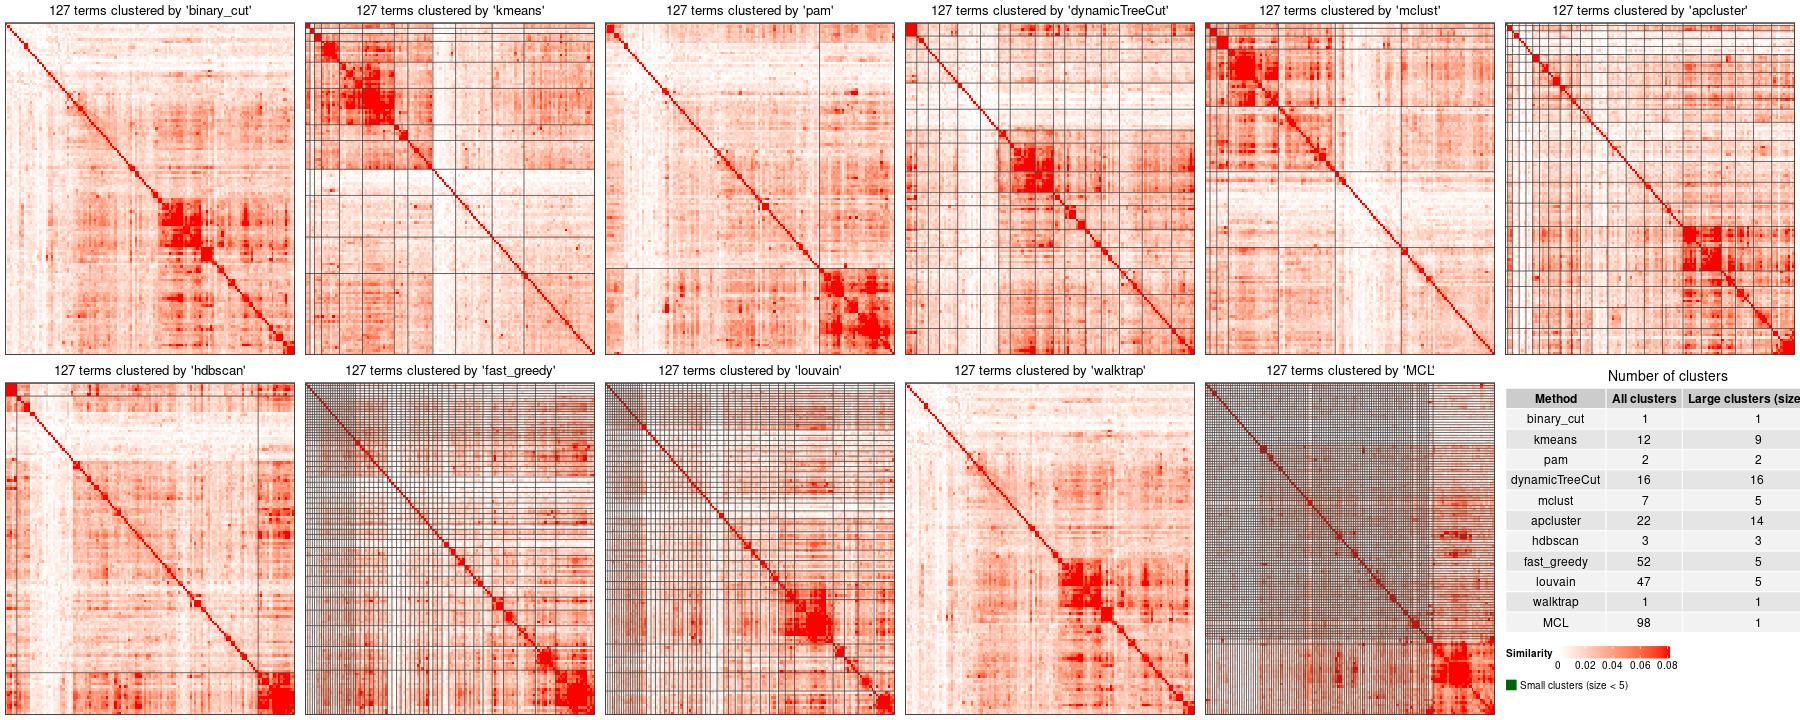 127 terms clustered by 'binary_cut'
127 terms clustered by 'kmeans'
127 terms clustered by 'pam'
127 terms clustered by 'dynamicTreeCut'
127 terms clustered by 'mclust'
127 terms clustered by 'apcluster'
127 terms clustered by 'hdbscan'
127 terms clustered by 'fast_greedy'
127 terms clustered by 'louvain'
127 terms clustered by 'walktrap'
127 terms clustered by 'MCL'
Number of clusters
Method All clusters Large clusters (size
binary_cut 1 1
kmeans 12 9
pam 2 2
dynamicTreeCut 16 16
mclust 7 5
apcluster 22 14
hdbscan 3 3
fast_greedy 52 5
louvain 47 5
walktrap 1 1
MCL 98 1
Similarity
0 0.02 0.04 0.06 0.08
Small clusters (size < 5)